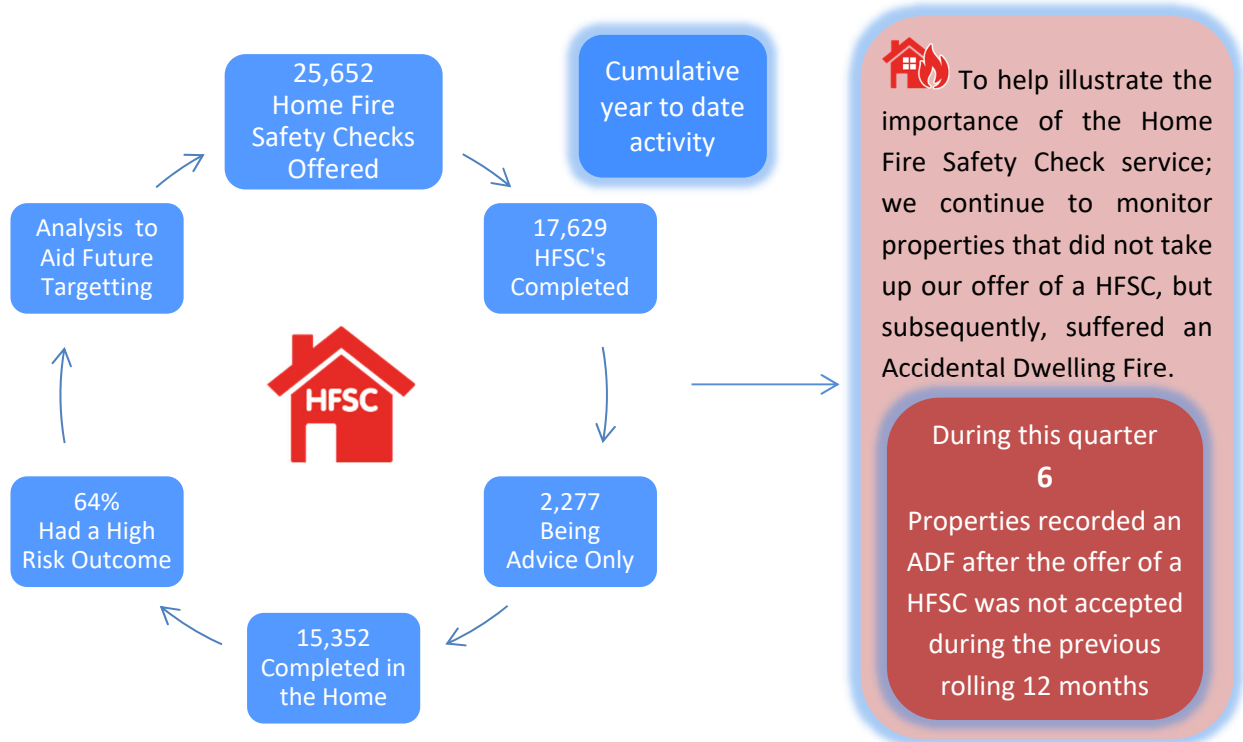 25,652
Home Fire
Safety Checks
Offered
Cumulative
year to date
activity
17,629
HFSC's
Completed
2,277
Being
Advice Only
15,352
Completed in
the Home
64%
Had a High
Risk Outcome
Analysis to
Aid Future
Targetting
HFSC
To help illustrate the
importance of the Home
Fire Safety Check service;
we continue to monitor
properties that did not take
up our offer of a HFSC, but
subsequently, suffered an
Accidental Dwelling Fire.
During this quarter
6
Properties recorded an
ADF after the offer of a
HFSC was not accepted
during the previous
rolling 12 months